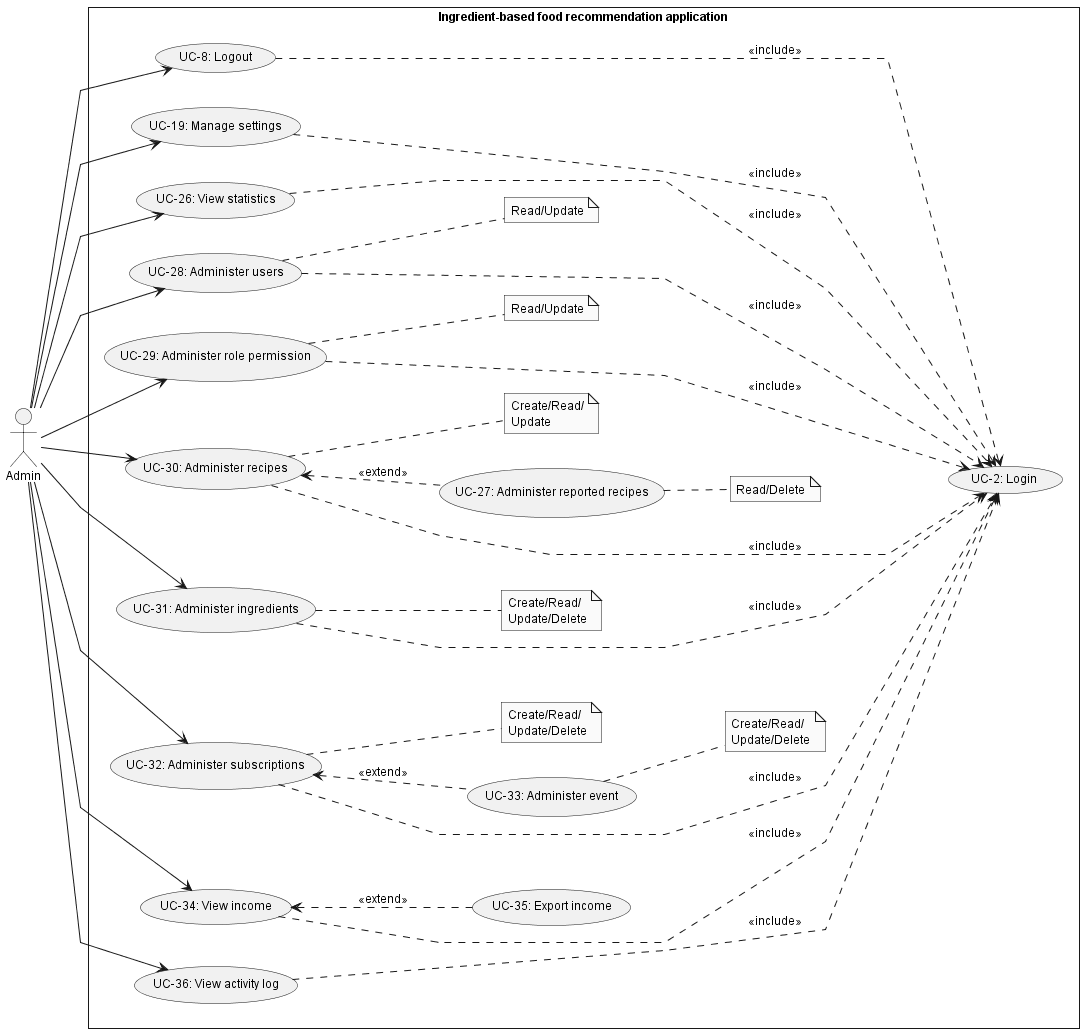 Ingredient-based food recommendation application
UC-8: Logout
«include»
UC-19: Manage settings
«include»
UC-26: View statistics
«include»
Read/Update
UC-28: Administer users
«include»
Read/Update
UC-29: Administer role permission
«include»
Create/Read/
Update
Admin
UC-30: Administer recipes
«extend»
UC-27: Administer reported recipes
Read/Delete
UC-2: Login
«include»
UC-31: Administer ingredients
Create/Read/
Update/Delete
«include»
Create/Read/
Update/Delete
Create/Read/
Update/Delete
UC-32: Administer subscriptions
«extend»
UC-33: Administer event
«include»
«include»
UC-34: View income
«extend»
UC-35: Export income
«include»
UC-36: View activity log